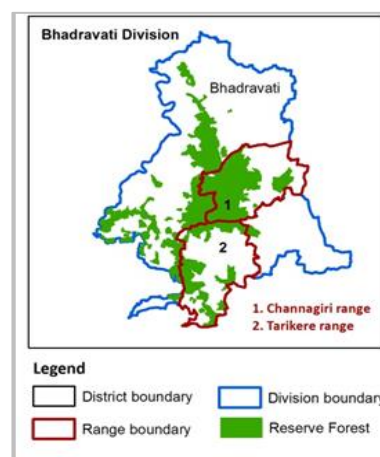 Bhadravati Division
Bhadravati
1
2
1. Channagiri range
2. Tarikere range
Legend
District boundary
Division boundary
Range boundary
Reserve Forest